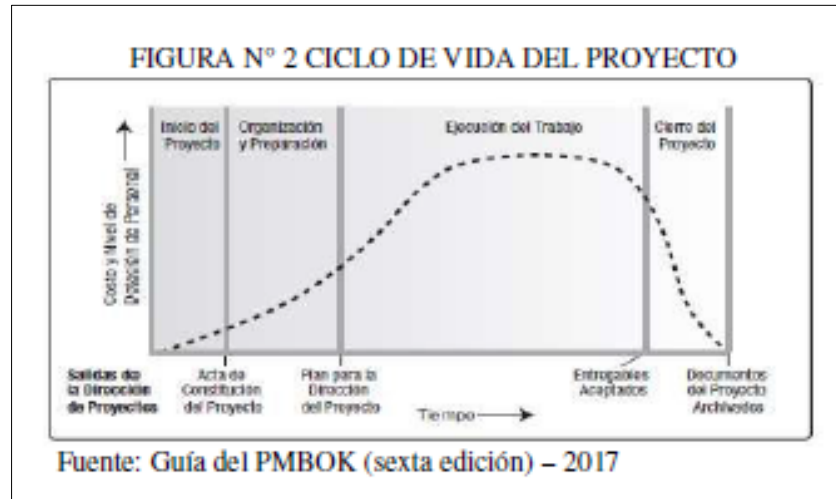 FIGURA N° 2 CICLO DE VIDA DEL PROYECTO
Inicio del
Proyecto
Organización
y Preparación
Ejecución del Trabajo
Cierre del
Proyecto
Costo y Nivel de
Dotación de Personal
Salidas de
la Dirección
de Proyectos
Acta de
Constitución
del Proyecto
Plan para la
Dirección
del Proyecto
Tiempo
Entregables
Aceptados
Documentos
del Proyecto
Archivados
Fuente: Guía del PMBOK (sexta edición) – 2017